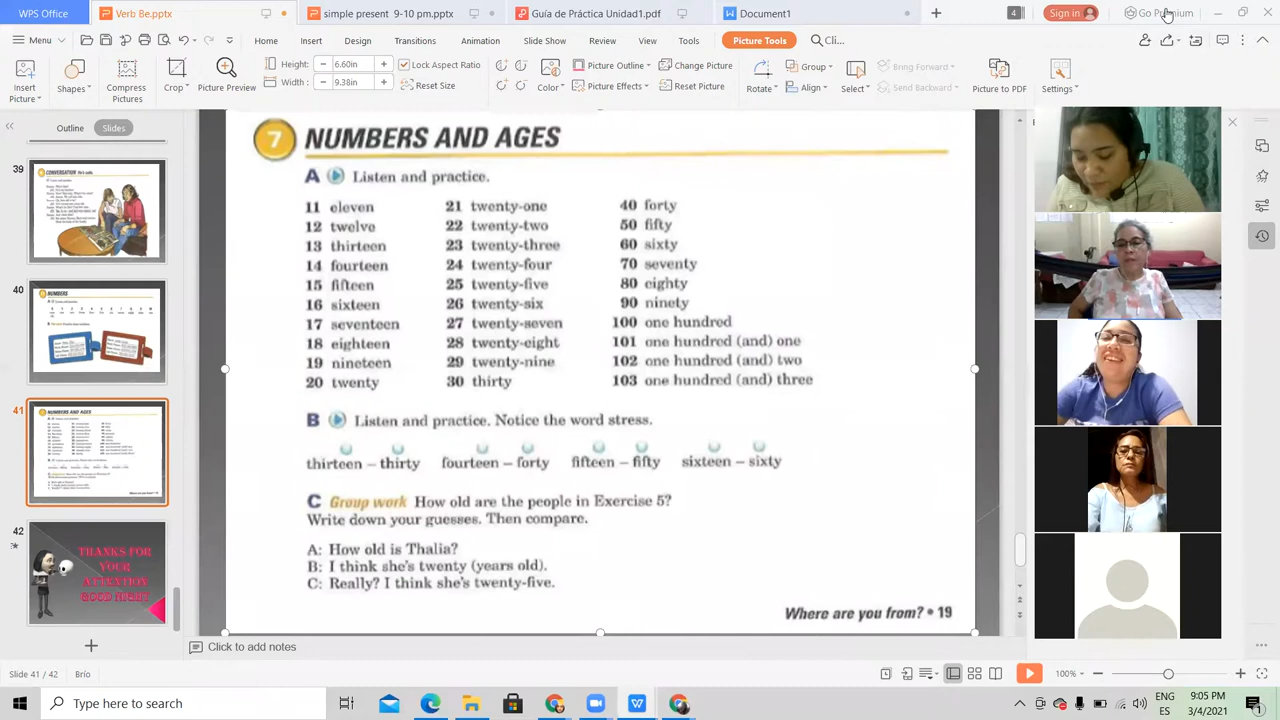 WPS Office
Verb Be.pptx
simple present 9-10 pm.pptx
Guía de Práctica Unidad1.pdf
Document1
4
Sign in
Go Premium
Menu
Home
Insert
Design
Transitions
Animation
Slide Show
Review
View
Tools
Picture Tools
Cli...
Insert Picture
Shapes
Compress Pictures
Crop
Picture Preview
Height: 6.60in
Width : 9.38in
Lock Aspect Ratio
Reset Size
Color
Picture Outline
Picture Effects
Change Picture
Reset Picture
Rotate
Group
Align
Select
Bring Forward
Send Backward
Picture to PDF
Settings
Outline
Slides
39
40
41
42
THANKS FOR
YOUR
ATTENTION
GOOD NIGHT
7 NUMBERS AND AGES
A Listen and practice.
11 eleven 21 twenty-one 40 forty
12 twelve 22 twenty-two 50 fifty
13 thirteen 23 twenty-three 60 sixty
14 fourteen 24 twenty-four 70 seventy
15 fifteen 25 twenty-five 80 eighty
16 sixteen 26 twenty-six 90 ninety
17 seventeen 27 twenty-seven 100 one hundred
18 eighteen 28 twenty-eight 101 one hundred (and) one
19 nineteen 29 twenty-nine 102 one hundred (and) two
20 twenty 30 thirty 103 one hundred (and) three
B Listen and practice. Notice the word stress.
thirteen – thirty fourteen – forty fifteen – fifty sixteen – sixty
C Group work How old are the people in Exercise 5?
Write down your guesses. Then compare.
A: How old is Thalia?
B: I think she's twenty (years old).
C: Really? I think she's twenty-five.
Where are you from? • 19
Click to add notes
Slide 41 / 42
Brío
100%
Type here to search
ENG
ES
9:05 PM
3/4/2021